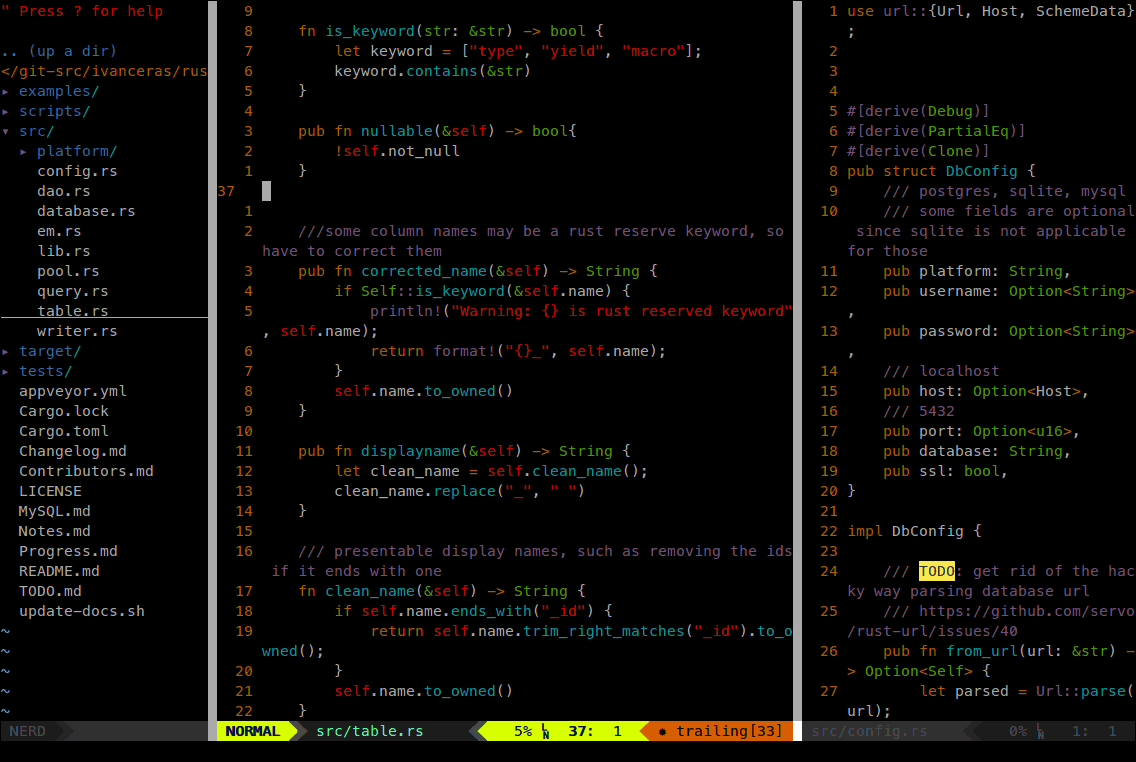 " Press ? for help
.. (up a dir)
</git-src/ivanceras/rus
▸ examples/
▸ scripts/
▾ src/
▸ platform/
config.rs
dao.rs
database.rs
em.rs
lib.rs
pool.rs
query.rs
table.rs
writer.rs
▸ target/
▸ tests/
appveyor.yml
Cargo.lock
Cargo.toml
Changelog.md
Contributors.md
LICENSE
MySQL.md
Notes.md
Progress.md
README.md
TODO.md
update-docs.sh
~
~
~
~
~
NERD
9
8     fn is_keyword(str: &str) -> bool {
7         let keyword = ["type", "yield", "macro"];
6         keyword.contains(&str)
5     }
4
3     pub fn nullable(&self) -> bool{
2         !self.not_null
1     }
37
1
2     ///some column names may be a rust reserve keyword, so
have to correct them
3     pub fn corrected_name(&self) -> String {
4         if Self::is_keyword(&self.name) {
5             println!("Warning: {} is rust reserved keyword"
, self.name);
6             return format!("{}_", self.name);
7         }
8         self.name.to_owned()
9     }
10
11     pub fn displayname(&self) -> String {
12         let clean_name = self.clean_name();
13         clean_name.replace("_", " ")
14     }
15
16     /// presentable display names, such as removing the ids
if it ends with one
17     fn clean_name(&self) -> String {
18         if self.name.ends_with("_id") {
19             return self.name.trim_right_matches("_id").to_o
wned();
20         }
21         self.name.to_owned()
22     }
NORMAL src/table.rs 5% LN 37: 1 ✹ trailing[33]
1 use url::{Url, Host, SchemeData}
;
2
3
4
5 #[derive(Debug)]
6 #[derive(PartialEq)]
7 #[derive(Clone)]
8 pub struct DbConfig {
9     /// postgres, sqlite, mysql
10     /// some fields are optional
since sqlite is not applicable
for those
11     pub platform: String,
12     pub username: Option<String>
,
13     pub password: Option<String>
,
14     /// localhost
15     pub host: Option<Host>,
16     /// 5432
17     pub port: Option<u16>,
18     pub database: String,
19     pub ssl: bool,
20 }
21
22 impl DbConfig {
23
24     /// TODO: get rid of the hac
ky way parsing database url
25     /// https://github.com/servo
/rust-url/issues/40
26     pub fn from_url(url: &str) -
> Option<Self> {
27         let parsed = Url::parse(
url);
src/config.rs 0% LN 1: 1